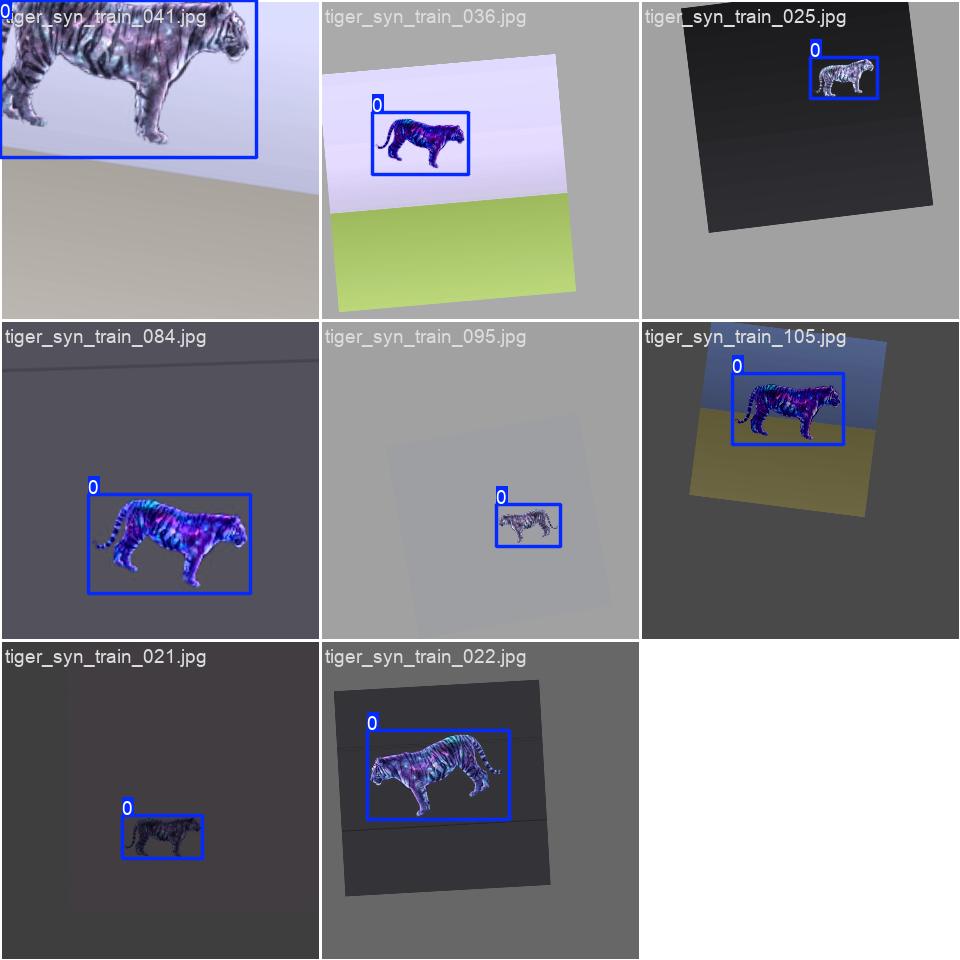 tiger_syn_train_041.jpg
0
tiger_syn_train_036.jpg
0
tiger_syn_train_025.jpg
0
tiger_syn_train_084.jpg
0
tiger_syn_train_095.jpg
0
tiger_syn_train_105.jpg
0
tiger_syn_train_021.jpg
0
tiger_syn_train_022.jpg
0